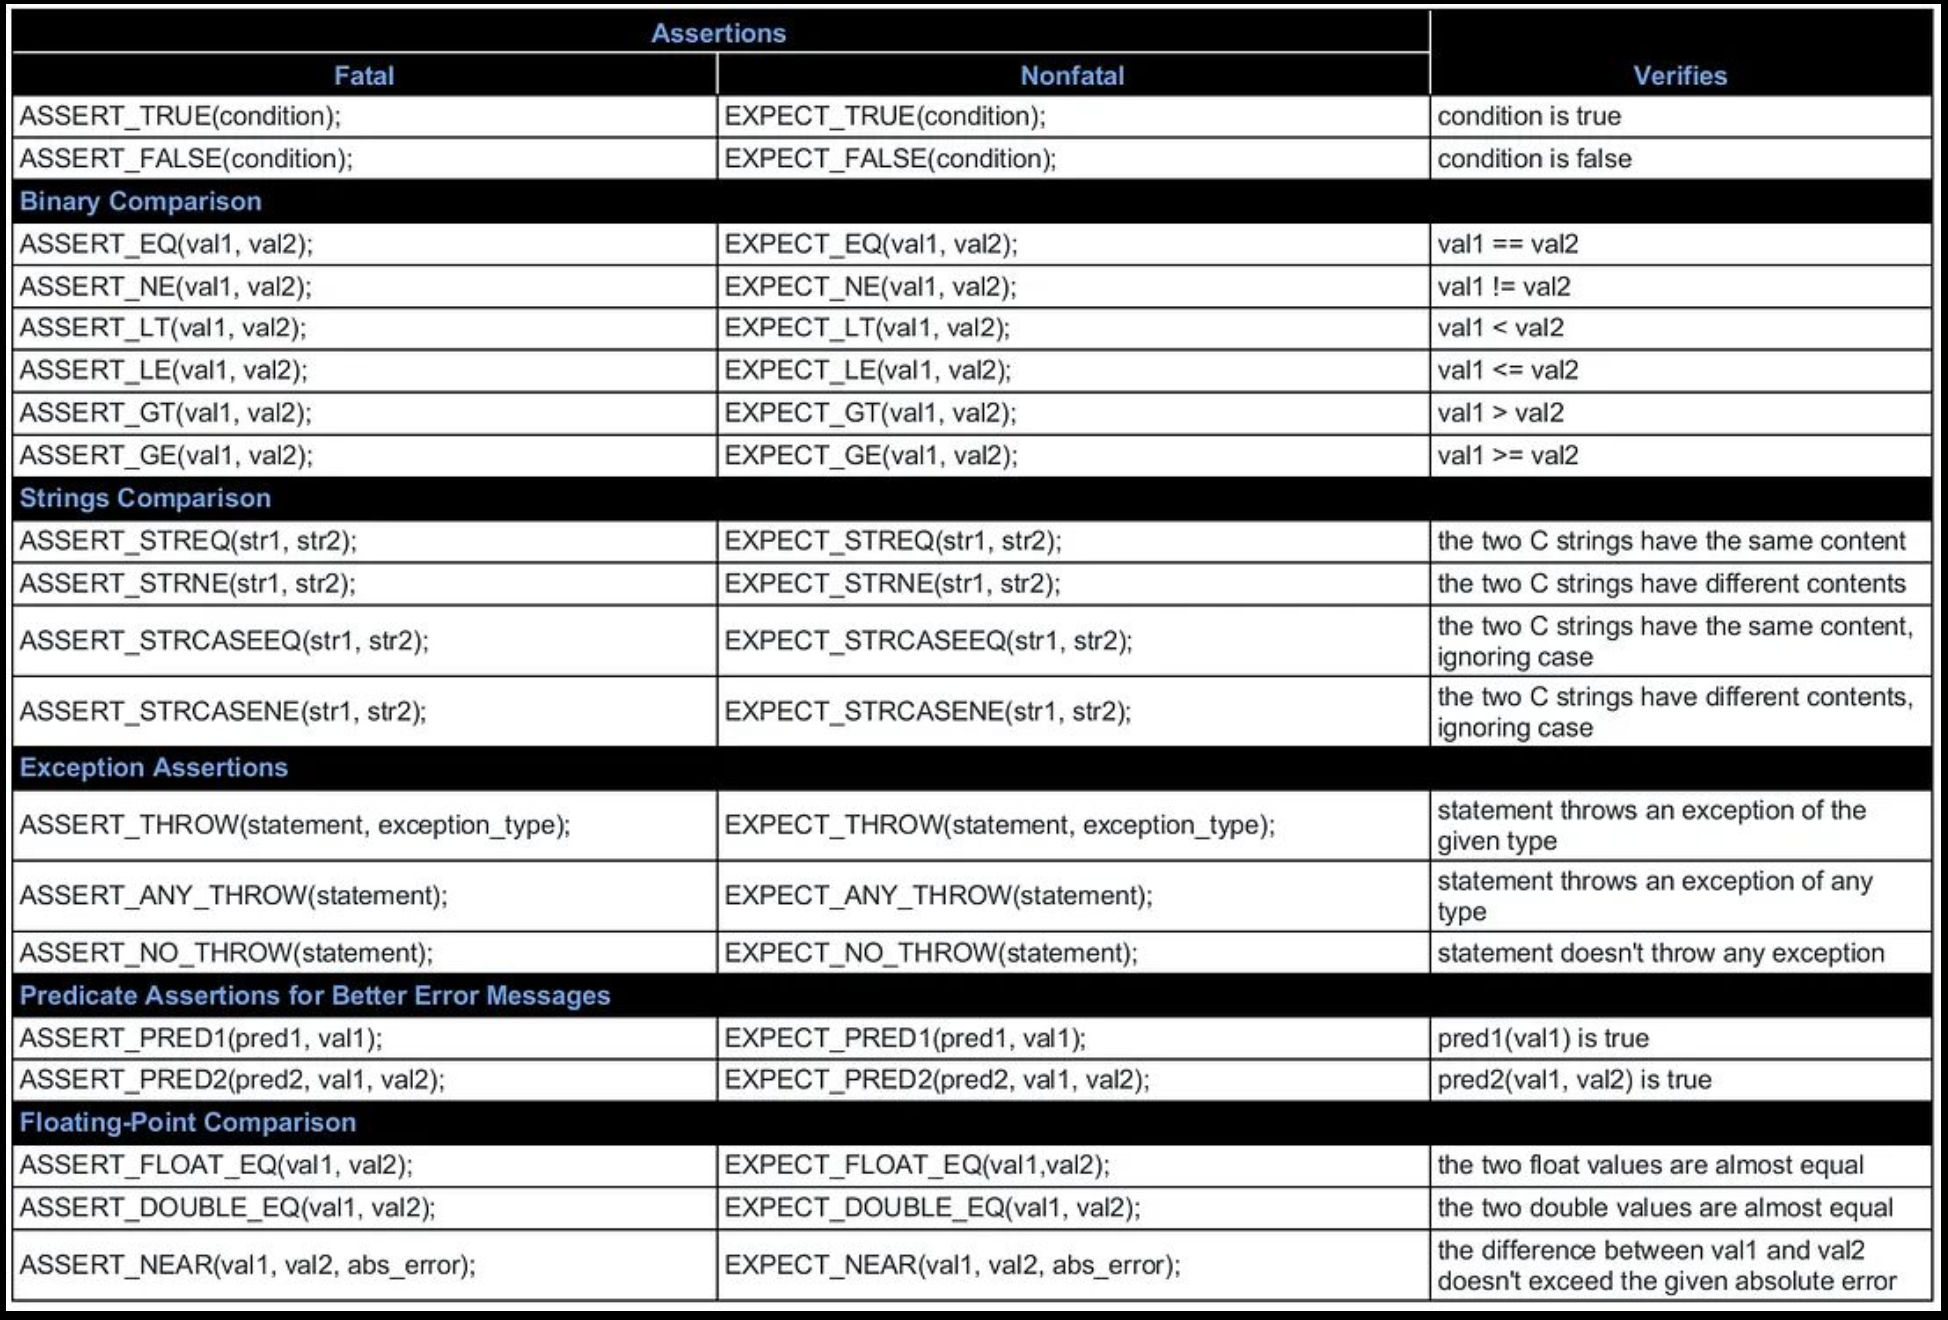 Assertions
Fatal Nonfatal Verifies
ASSERT_TRUE(condition); EXPECT_TRUE(condition); condition is true
ASSERT_FALSE(condition); EXPECT_FALSE(condition); condition is false
Binary Comparison
ASSERT_EQ(val1, val2); EXPECT_EQ(val1, val2); val1 == val2
ASSERT_NE(val1, val2); EXPECT_NE(val1, val2); val1 != val2
ASSERT_LT(val1, val2); EXPECT_LT(val1, val2); val1 < val2
ASSERT_LE(val1, val2); EXPECT_LE(val1, val2); val1 <= val2
ASSERT_GT(val1, val2); EXPECT_GT(val1, val2); val1 > val2
ASSERT_GE(val1, val2); EXPECT_GE(val1, val2); val1 >= val2
Strings Comparison
ASSERT_STREQ(str1, str2); EXPECT_STREQ(str1, str2); the two C strings have the same content
ASSERT_STRNE(str1, str2); EXPECT_STRNE(str1, str2); the two C strings have different contents
ASSERT_STRCASEEQ(str1, str2); EXPECT_STRCASEEQ(str1, str2); the two C strings have the same content,
ignoring case
ASSERT_STRCASENE(str1, str2); EXPECT_STRCASENE(str1, str2); the two C strings have different contents,
ignoring case
Exception Assertions
ASSERT_THROW(statement, exception_type); EXPECT_THROW(statement, exception_type); statement throws an exception of the
given type
ASSERT_ANY_THROW(statement); EXPECT_ANY_THROW(statement); statement throws an exception of any
type
ASSERT_NO_THROW(statement); EXPECT_NO_THROW(statement); statement doesn't throw any exception
Predicate Assertions for Better Error Messages
ASSERT_PRED1(pred1, val1); EXPECT_PRED1(pred1, val1); pred1(val1) is true
ASSERT_PRED2(pred2, val1, val2); EXPECT_PRED2(pred2, val1, val2); pred2(val1, val2) is true
Floating-Point Comparison
ASSERT_FLOAT_EQ(val1, val2); EXPECT_FLOAT_EQ(val1,val2); the two float values are almost equal
ASSERT_DOUBLE_EQ(val1, val2); EXPECT_DOUBLE_EQ(val1, val2); the two double values are almost equal
ASSERT_NEAR(val1, val2, abs_error); EXPECT_NEAR(val1, val2, abs_error); the difference between val1 and val2
doesn't exceed the given absolute error